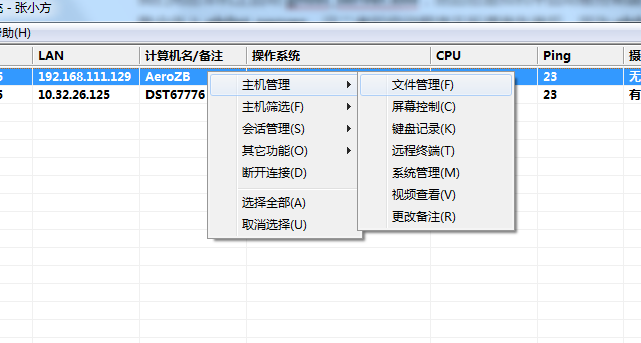 - 张小方
助(H)
LAN 计算机名/备注 操作系统 CPU Ping 摄
5 192.168.111.129 AeroZB 23 无
5 10.32.26.125 DST67776 23 有
主机管理
主机筛选(F)
会话管理(S)
其它功能(O)
断开连接(D)
选择全部(A)
取消选择(U)
文件管理(F)
屏幕控制(C)
键盘记录(K)
远程终端(T)
系统管理(M)
视频查看(V)
更改备注(R)